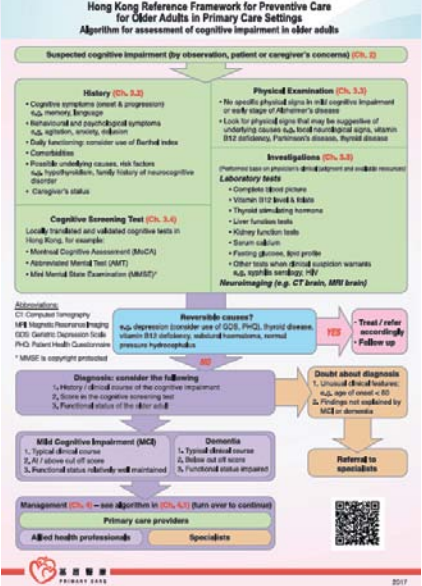 Hong Kong Reference Framework for Preventive Care
for Older Adults in Primary Care Settings
Algorithm for assessment of cognitive impairment in older adults
Suspected cognitive impairment (by observation, patient or caregiver's concerns) (Ch. 2)
History (Ch. 3.2)
• Cognitive symptoms (onset & progression)
e.g. memory, language
• Behavioural and psychological symptoms
e.g. agitation, anxiety, delusion
• Daily functioning: consider use of Barthel index
• Comorbidities
• Possible underlying causes, risk factors
e.g. hypothyroidism, family history of neurocognitive
disorder
• Caregiver's status
Cognitive Screening Test (Ch. 3.4)
Locally translated and validated cognitive tests in
Hong Kong, for example:
• Montreal Cognitive Assessment (MoCA)
• Abbreviated Mental Test (AMT)
• Mini Mental State Examination (MMSE)*
Physical Examination (Ch. 3.3)
• No specific physical signs in mild cognitive impairment
or early stage of Alzheimer's disease
• Look for physical signs that may be suggestive of
underlying causes e.g. focal neurological signs, vitamin
B12 deficiency, Parkinson's disease, thyroid disease
Investigations
(Performed based on physician's clinical judgment and available resources)
Laboratory tests
• Complete blood picture
• Vitamin B12 level & folate
• Thyroid stimulating hormone
• Liver function tests
• Kidney function tests
• Serum calcium
• Fasting glucose, lipid profile
• Other tests when clinical suspicion warrants
e.g. syphilis serology, HIV
Neuroimaging (e.g. CT brain, MRI brain)
Abbreviations:
CT: Computed Tomography
MRI: Magnetic Resonance Imaging
GDS: Geriatric Depression Scale
PHQ: Patient Health Questionnaire
* MMSE is copyright protected
Reversible causes?
e.g. depression (consider use of GDS, PHQ), thyroid disease,
vitamin B12 deficiency, subdural haematoma, normal
pressure hydrocephalus
YES
• Treat / refer
accordingly
• Follow up
NO
Diagnosis: consider the following
1. History / clinical course of the cognitive impairment
2. Score in the cognitive screening test
3. Functional status of the older adult
Doubt about diagnosis
1. Unusual clinical features:
e.g. age of onset < 60
2. Findings not explained by
MCI or dementia
Mild Cognitive Impairment (MCI)
1. Typical clinical course
2. At / above cut off score
3. Functional status relatively well maintained
Dementia
1. Typical clinical course
2. Below cut off score
3. Functional status impaired
Referral to
specialists
Management (Ch. 4) – see algorithm in (turn over to continue)
Primary care providers
Allied health professionals
Specialists
基層醫療
PRIMARY CARE
2017